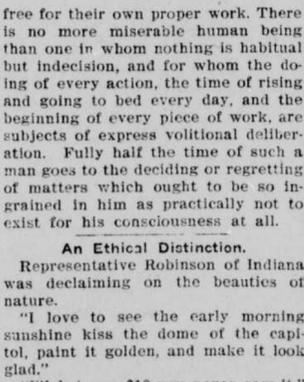 free for their own proper work. There
is no more miserable human being
than one in whom nothing is habitual
but indecision, and for whom the do-
ing of every action, the time of rising
and going to bed every day, and the
beginning of every piece of work, are
subjects of express volitional deliber-
ation. Fully half the time of such a
man goes to the deciding or regretting
of matters which ought to be so in-
grained in him as practically not to
exist for his consciousness at all.
An Ethical Distinction.
Representative Robinson of Indiana
was declaiming on the beauties of
nature.
"I love to see the early morning
sunshine kiss the dome of the capi-
tol, paint it golden, and make it look
glad."